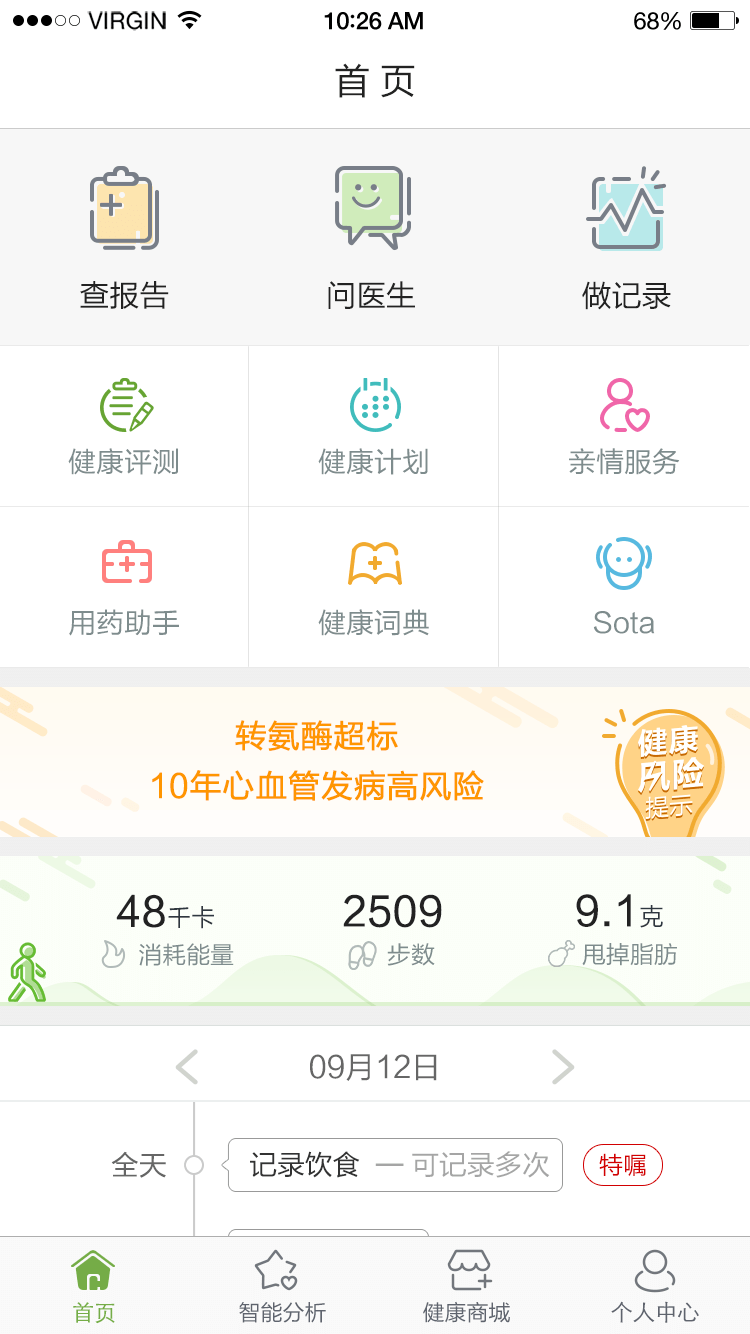 VIRGIN 10:26 AM 68%
首页
查报告 问医生 做记录
健康评测 健康计划 亲情服务
用药助手 健康词典 Sota
转氨酶超标
10年心血管发病高风险
健康
风险
提示
48千卡 2509 9.1克
消耗能量 步数 甩掉脂肪
09月12日
全天 记录饮食 — 可记录多次 特嘱
首页 智能分析 健康商城 个人中心